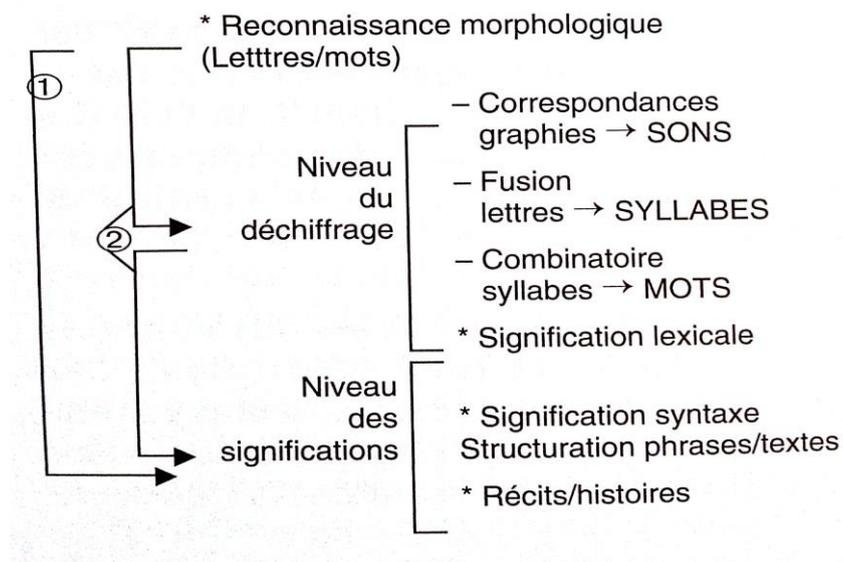 * Reconnaissance morphologique
(Letttres/mots)
①
– Correspondances
graphies → SONS
Niveau
du
déchiffrage
– Fusion
lettres → SYLLABES
②
– Combinatoire
syllabes → MOTS
* Signification lexicale
Niveau
des
significations
* Signification syntaxe
Structuration phrases/textes
* Récits/histoires